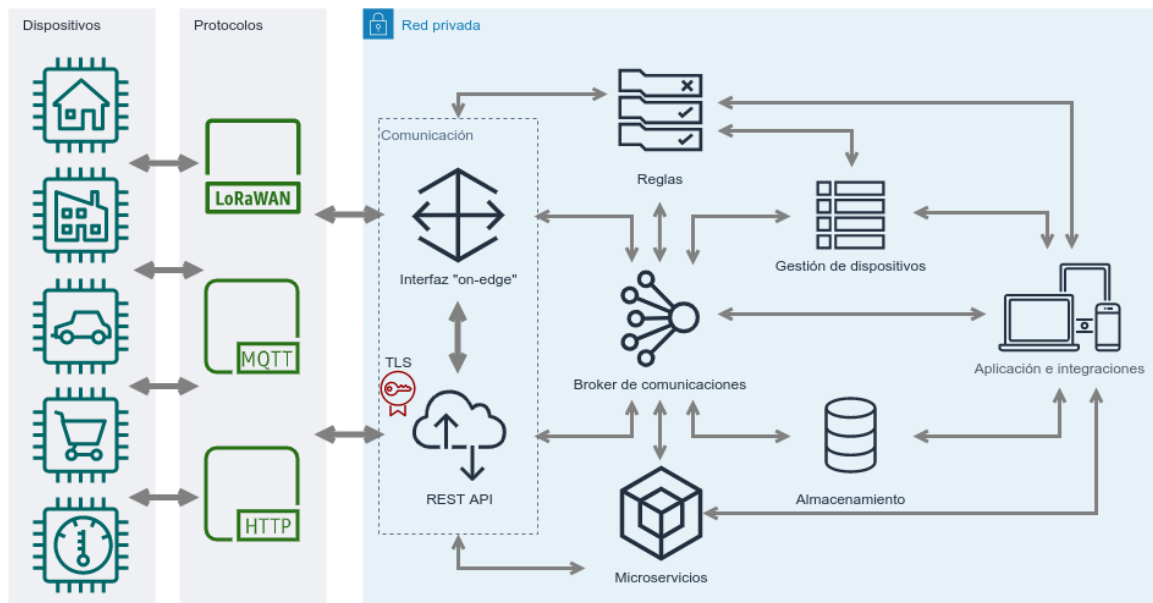 Dispositivos
Protocolos
Red privada
Comunicación
LoRaWAN
Reglas
Interfaz "on-edge"
Gestión de dispositivos
MQTT
TLS
Broker de comunicaciones
Aplicación e integraciones
REST API
Almacenamiento
HTTP
Microservicios